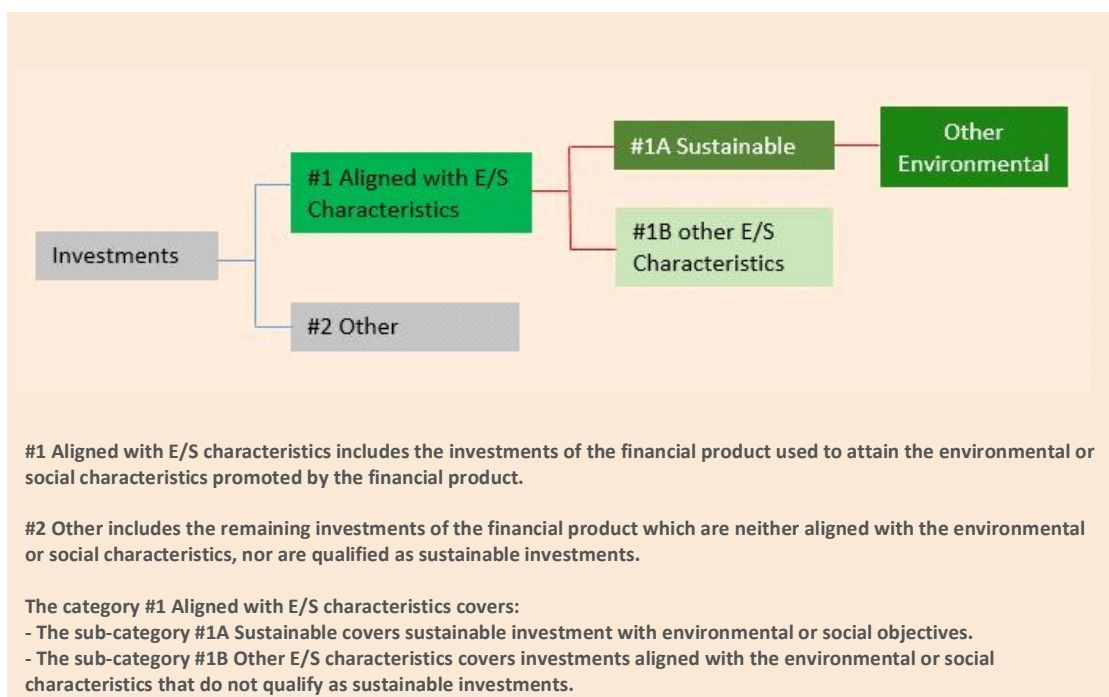 Investments
#1 Aligned with E/S
Characteristics
#2 Other
#1A Sustainable
#1B other E/S
Characteristics
Other
Environmental
#1 Aligned with E/S characteristics includes the investments of the financial product used to attain the environmental or
social characteristics promoted by the financial product.
#2 Other includes the remaining investments of the financial product which are neither aligned with the environmental
or social characteristics, nor are qualified as sustainable investments.
The category #1 Aligned with E/S characteristics covers:
- The sub-category #1A Sustainable covers sustainable investment with environmental or social objectives.
- The sub-category #1B Other E/S characteristics covers investments aligned with the environmental or social
characteristics that do not qualify as sustainable investments.